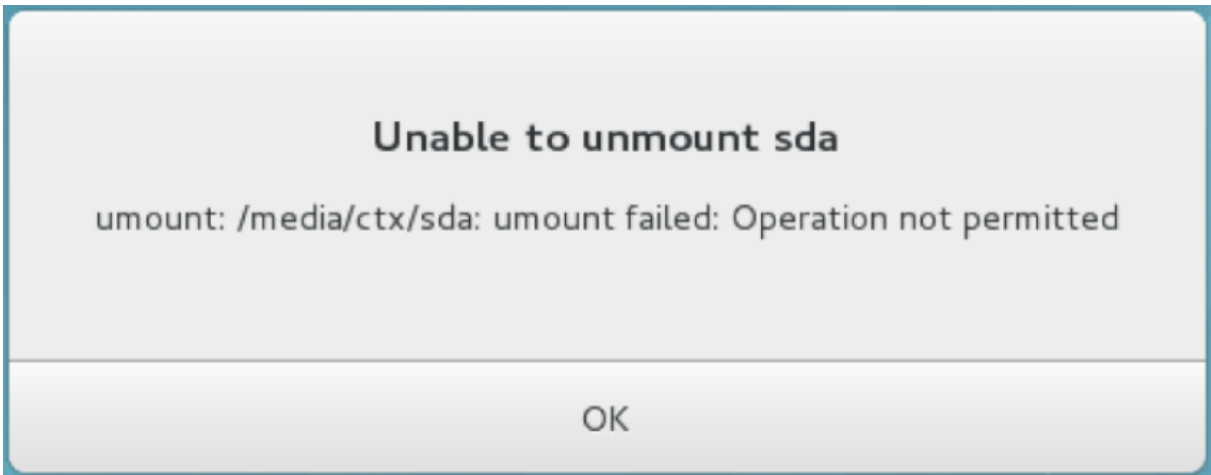 Unable to unmount sda
umount: /media/ctx/sda: umount failed: Operation not permitted
OK